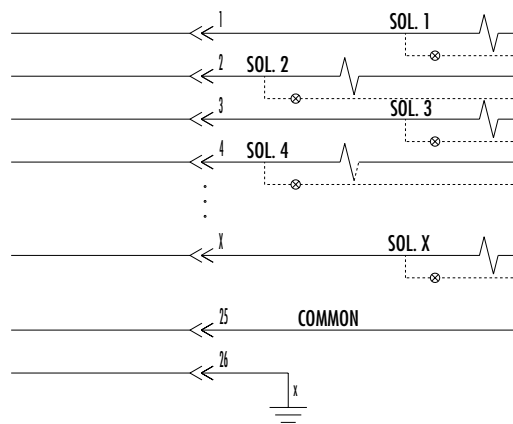 1 SOL. 1
2 SOL. 2
3 SOL. 3
4 SOL. 4
X SOL. X
25 COMMON
26
X